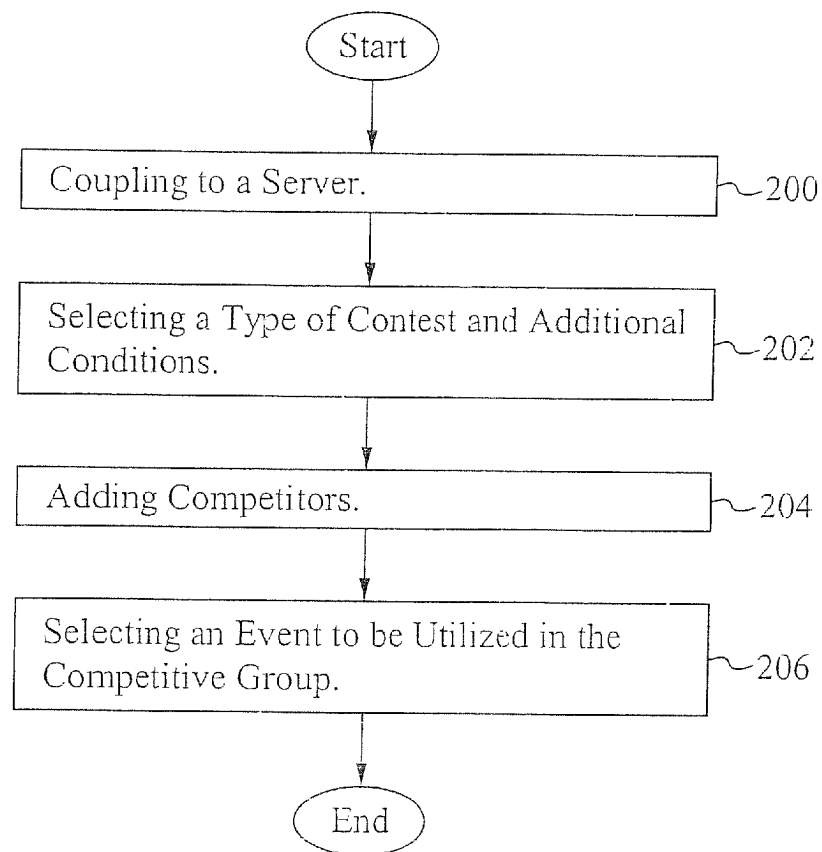 Start
Coupling to a Server.
200
Selecting a Type of Contest and Additional
Conditions.
202
Adding Competitors.
204
Selecting an Event to be Utilized in the
Competitive Group.
206
End